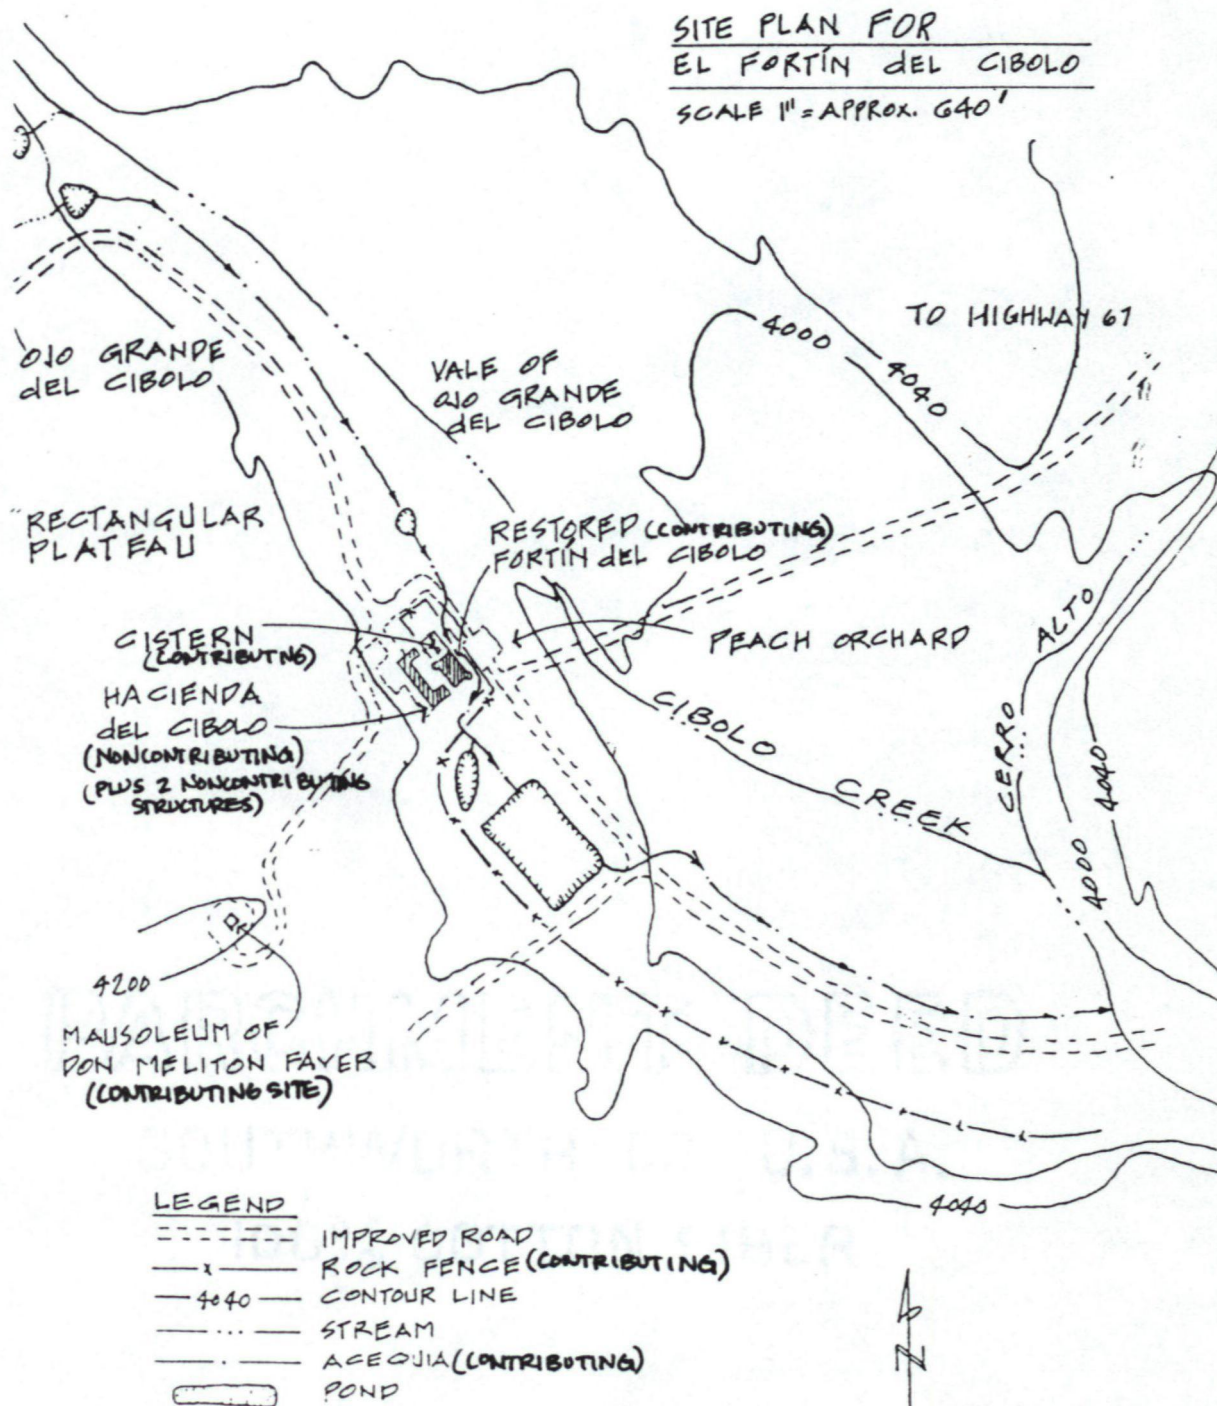 SITE PLAN FOR
EL FORTÍN del CIBOLO
SCALE 1"=APPROX. 640'
TO HIGHWAY 67
4000
4040
OJO GRANDE
del CIBOLO
VALE OF
OJO GRANDE
del CIBOLO
RECTANGULAR
PLATEAU
RESTORED (CONTRIBUTING)
FORTÍN del CIBOLO
CISTERN
(CONTRIBUTNG)
PEACH ORCHARD
HACIENDA
del CIBOLO
(NONCONTRIBUTING)
(PLUS 2 NONCONTRIBUTING
STRUCTURES)
CIBOLO CREEK
CERRO ALTO
4040
4000
4200
MAUSOLEUM OF
DON MELITON FAVER
(CONTRIBUTING SITE)
4040
LEGEND
IMPROVED ROAD
x ROCK FENCE (CONTRIBUTING)
4040 CONTOUR LINE
STREAM
ACEQUIA (CONTRIBUTING)
POND
N